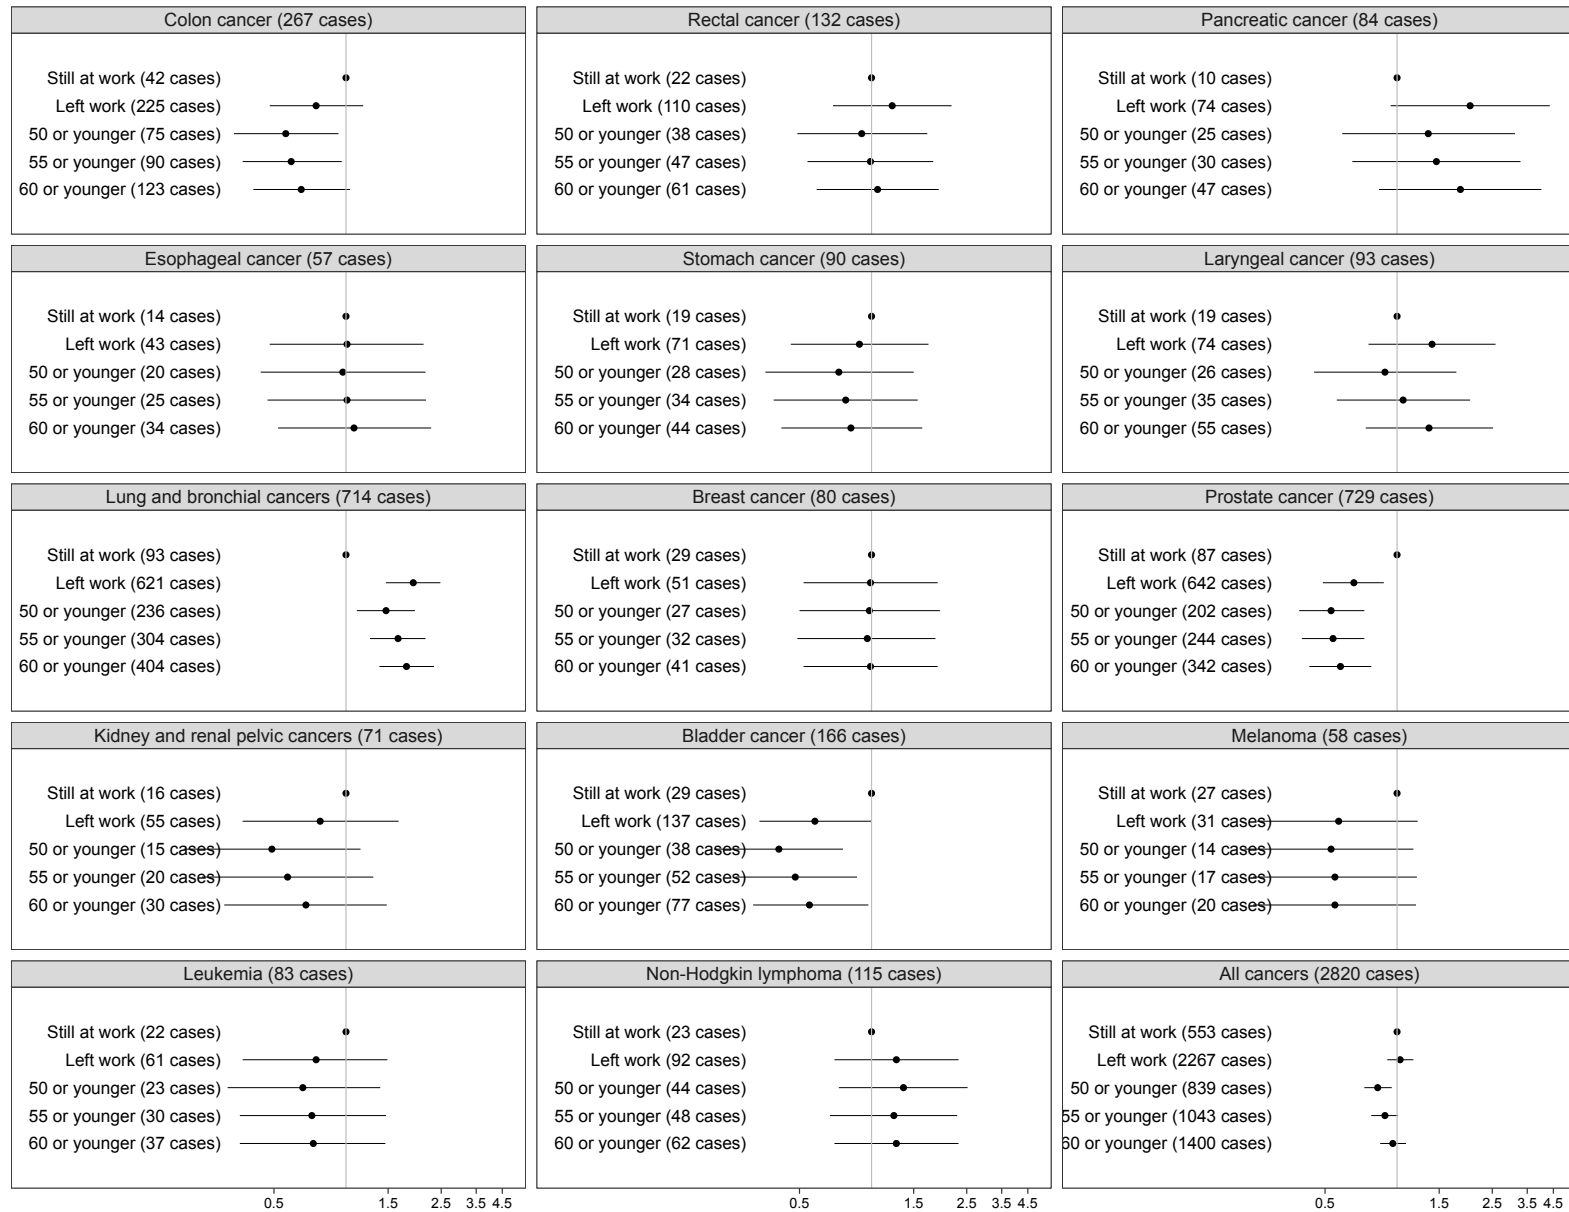 Colon cancer (267 cases)
Still at work (42 cases)
Left work (225 cases)
50 or younger (75 cases)
55 or younger (90 cases)
60 or younger (123 cases)
Rectal cancer (132 cases)
Still at work (22 cases)
Left work (110 cases)
50 or younger (38 cases)
55 or younger (47 cases)
60 or younger (61 cases)
Pancreatic cancer (84 cases)
Still at work (10 cases)
Left work (74 cases)
50 or younger (25 cases)
55 or younger (30 cases)
60 or younger (47 cases)
Esophageal cancer (57 cases)
Still at work (14 cases)
Left work (43 cases)
50 or younger (20 cases)
55 or younger (25 cases)
60 or younger (34 cases)
Stomach cancer (90 cases)
Still at work (19 cases)
Left work (71 cases)
50 or younger (28 cases)
55 or younger (34 cases)
60 or younger (44 cases)
Laryngeal cancer (93 cases)
Still at work (19 cases)
Left work (74 cases)
50 or younger (26 cases)
55 or younger (35 cases)
60 or younger (55 cases)
Lung and bronchial cancers (714 cases)
Still at work (93 cases)
Left work (621 cases)
50 or younger (236 cases)
55 or younger (304 cases)
60 or younger (404 cases)
Breast cancer (80 cases)
Still at work (29 cases)
Left work (51 cases)
50 or younger (27 cases)
55 or younger (32 cases)
60 or younger (41 cases)
Prostate cancer (729 cases)
Still at work (87 cases)
Left work (642 cases)
50 or younger (202 cases)
55 or younger (244 cases)
60 or younger (342 cases)
Kidney and renal pelvic cancers (71 cases)
Still at work (16 cases)
Left work (55 cases)
50 or younger (15 cases)
55 or younger (20 cases)
60 or younger (30 cases)
Bladder cancer (166 cases)
Still at work (29 cases)
Left work (137 cases)
50 or younger (38 cases)
55 or younger (52 cases)
60 or younger (77 cases)
Melanoma (58 cases)
Still at work (27 cases)
Left work (31 cases)
50 or younger (14 cases)
55 or younger (17 cases)
60 or younger (20 cases)
Leukemia (83 cases)
Still at work (22 cases)
Left work (61 cases)
50 or younger (23 cases)
55 or younger (30 cases)
60 or younger (37 cases)
0.5 1.5 2.5 3.5 4.5
Non-Hodgkin lymphoma (115 cases)
Still at work (23 cases)
Left work (92 cases)
50 or younger (44 cases)
55 or younger (48 cases)
60 or younger (62 cases)
0.5 1.5 2.5 3.5 4.5
All cancers (2820 cases)
Still at work (553 cases)
Left work (2267 cases)
50 or younger (839 cases)
55 or younger (1043 cases)
60 or younger (1400 cases)
0.5 1.5 2.5 3.5 4.5